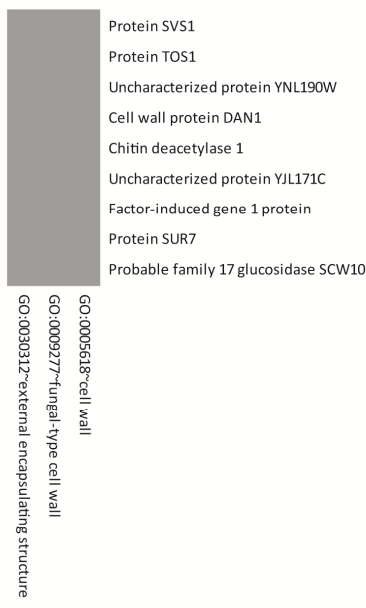 Protein SVS1
Protein TOS1
Uncharacterized protein YNL190W
Cell wall protein DAN1
Chitin deacetylase 1
Uncharacterized protein YJL171C
Factor-induced gene 1 protein
Protein SUR7
Probable family 17 glucosidase SCW10
GO:0030312~external encapsulating structure
GO:0009277~fungal-type cell wall
GO:0005618~cell wall